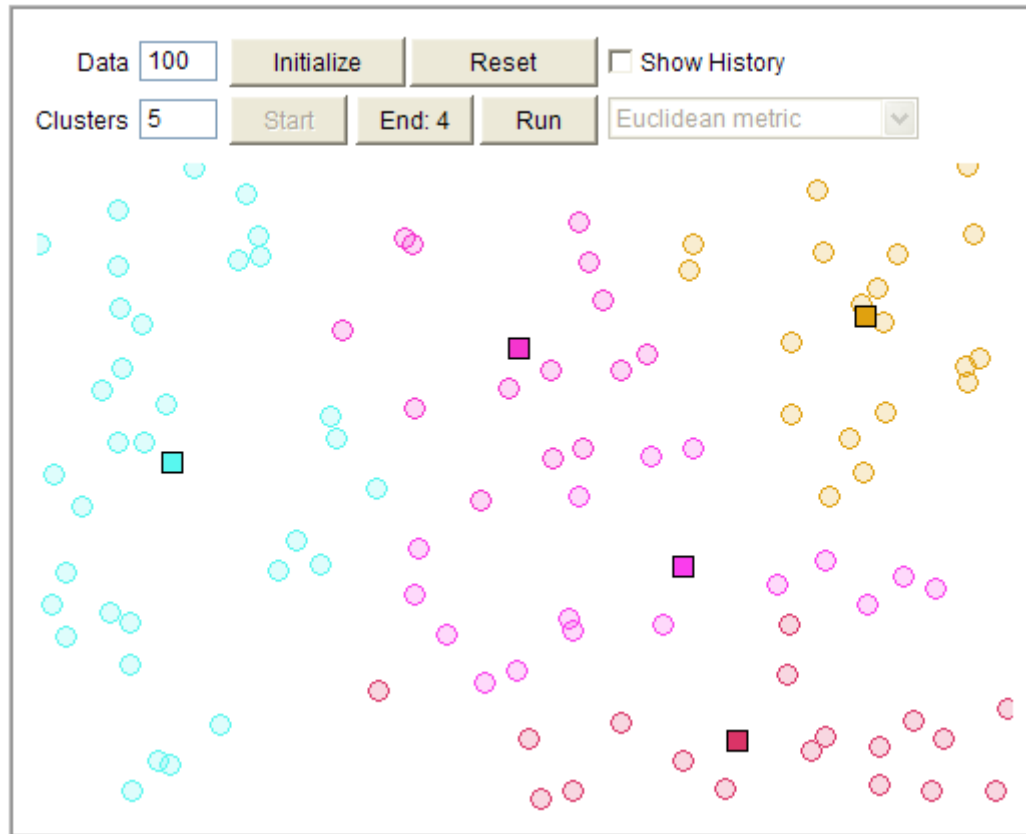 Data 100 Initialize Reset Show History
Clusters 5 Start End: 4 Run Euclidean metric